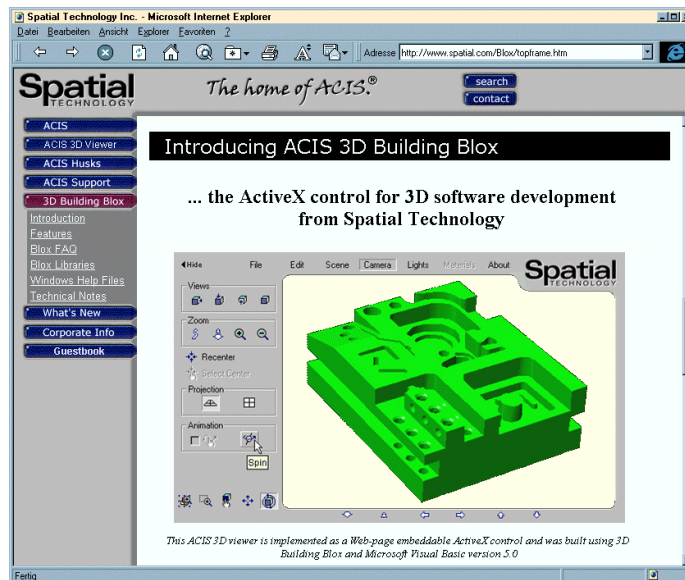 Spatial Technology Inc. - Microsoft Internet Explorer
Datei Bearbeiten Ansicht Explorer Favoriten ?
Adresse http://www.spatial.com/Blox/topframe.htm
Spatial
TECHNOLOGY
The home of ACIS.®
search
contact
ACIS
ACIS 3D Viewer
ACIS Husks
ACIS Support
3D Building Blox
Introduction
Features
Blox FAQ
Blox Libraries
Windows Help Files
Technical Notes
What's New
Corporate Info
Guestbook
Introducing ACIS 3D Building Blox
... the ActiveX control for 3D software development
from Spatial Technology
Hide File Edit Scene Camera Lights Materials About
Spatial
TECHNOLOGY
Views
Zoom
Recenter
Select Center
Projection
Animation
Spin
This ACIS 3D viewer is implemented as a Web-page embeddable ActiveX control and was built using 3D
Building Blox and Microsoft Visual Basic version 5.0
Fertig